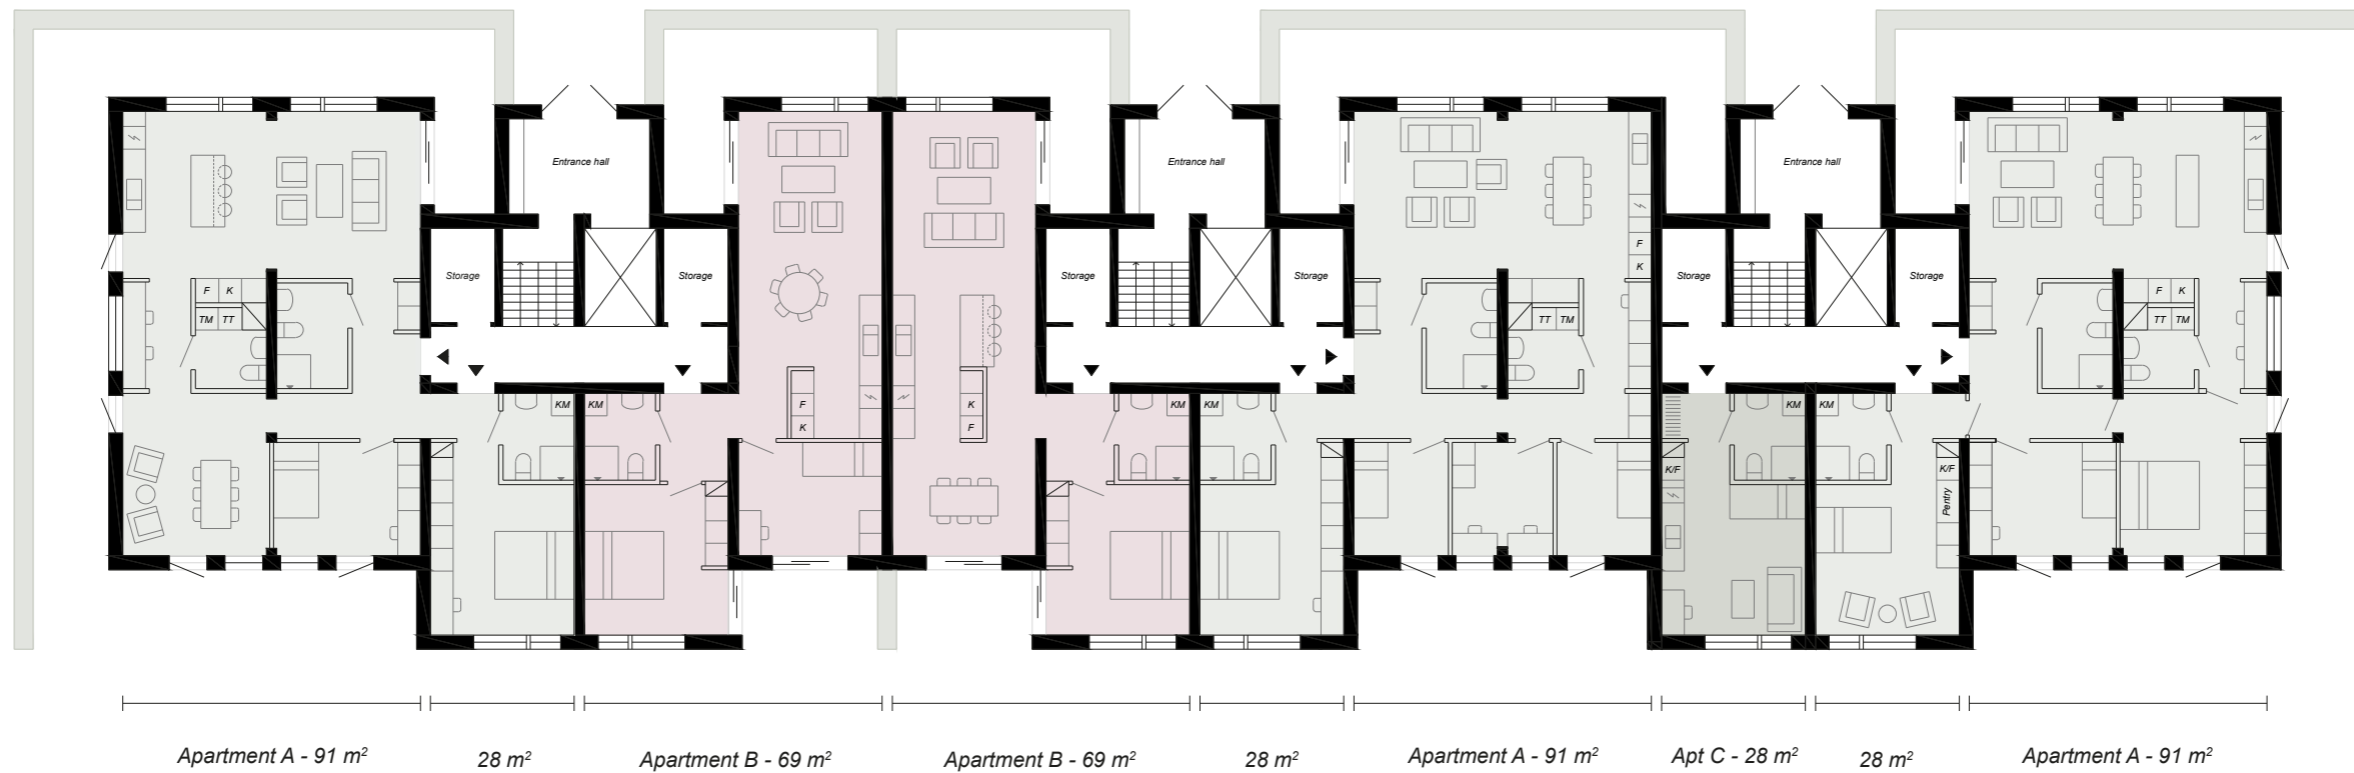 Entrance hall
Entrance hall
Entrance hall
Storage
Storage
Storage
Storage
Storage
Storage
F
K
F K
TM TT
TT TM
F K
TT TM
F
K
K
F
KM
KM
KM
KM
KM
KM
K/F
K/F
Pentry
Apartment A - 91 m²
28 m²
Apartment B - 69 m²
Apartment B - 69 m²
28 m²
Apartment A - 91 m²
Apt C - 28 m²
28 m²
Apartment A - 91 m²